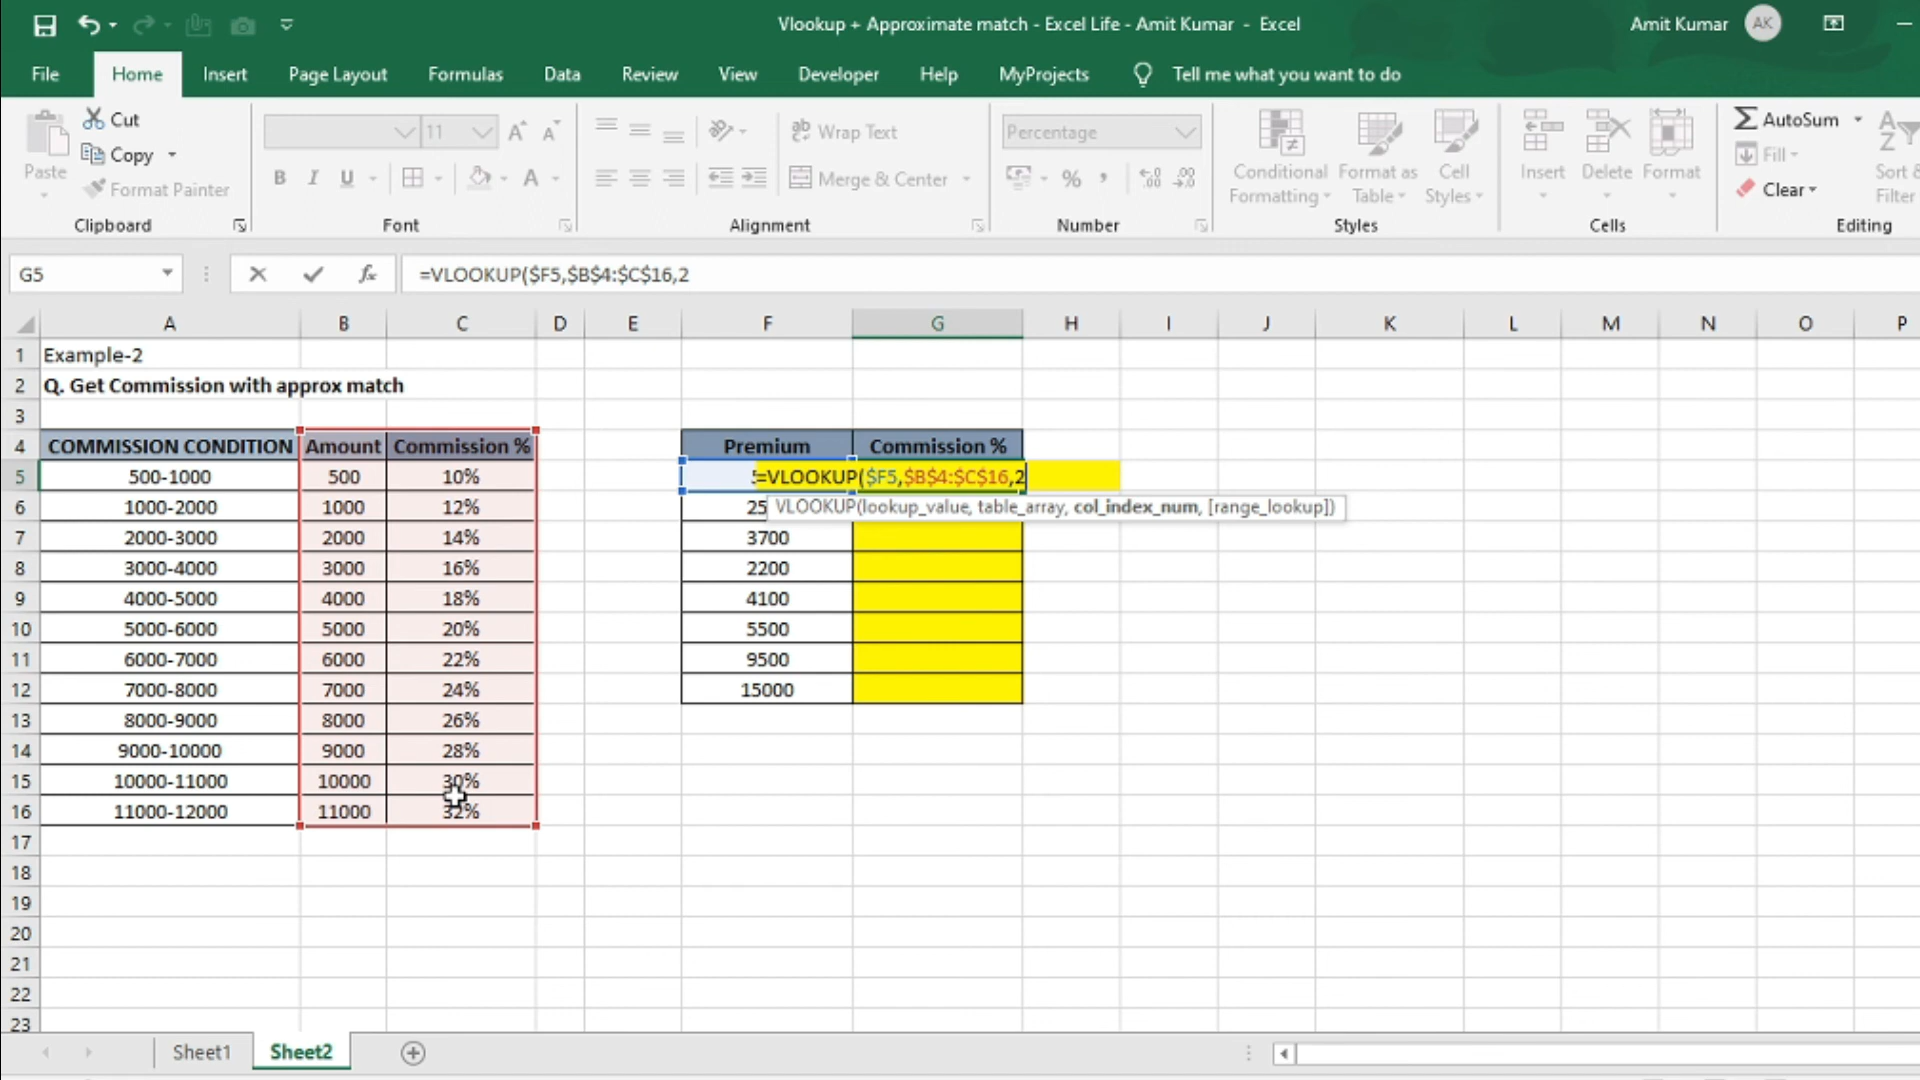 Vlookup + Approximate match - Excel Life - Amit Kumar - Excel
Amit Kumar AK
File Home Insert Page Layout Formulas Data Review View Developer Help MyProjects Tell me what you want to do
Paste
Cut
Copy
Format Painter
Clipboard
11 A A
B I U A
Font
Wrap Text
Merge & Center
Alignment
Percentage
%
Number
Conditional Formatting
Format as Table
Cell Styles
Styles
Insert Delete Format
Cells
AutoSum
Fill
Clear
Sort &
Filter
Editing
G5 fx =VLOOKUP($F5,$B$4:$C$16,2
A B C D E F G H I J K L M N O P
1 Example-2
2 Q. Get Commission with approx match
3
4 COMMISSION CONDITION Amount Commission % Premium Commission %
5 500-1000 500 10% =VLOOKUP($F5,$B$4:$C$16,2
VLOOKUP(lookup_value, table_array, col_index_num, [range_lookup])
6 1000-2000 1000 12% 25
7 2000-3000 2000 14% 3700
8 3000-4000 3000 16% 2200
9 4000-5000 4000 18% 4100
10 5000-6000 5000 20% 5500
11 6000-7000 6000 22% 9500
12 7000-8000 7000 24% 15000
13 8000-9000 8000 26%
14 9000-10000 9000 28%
15 10000-11000 10000 30%
16 11000-12000 11000 32%
17
18
19
20
21
22
23
Sheet1 Sheet2